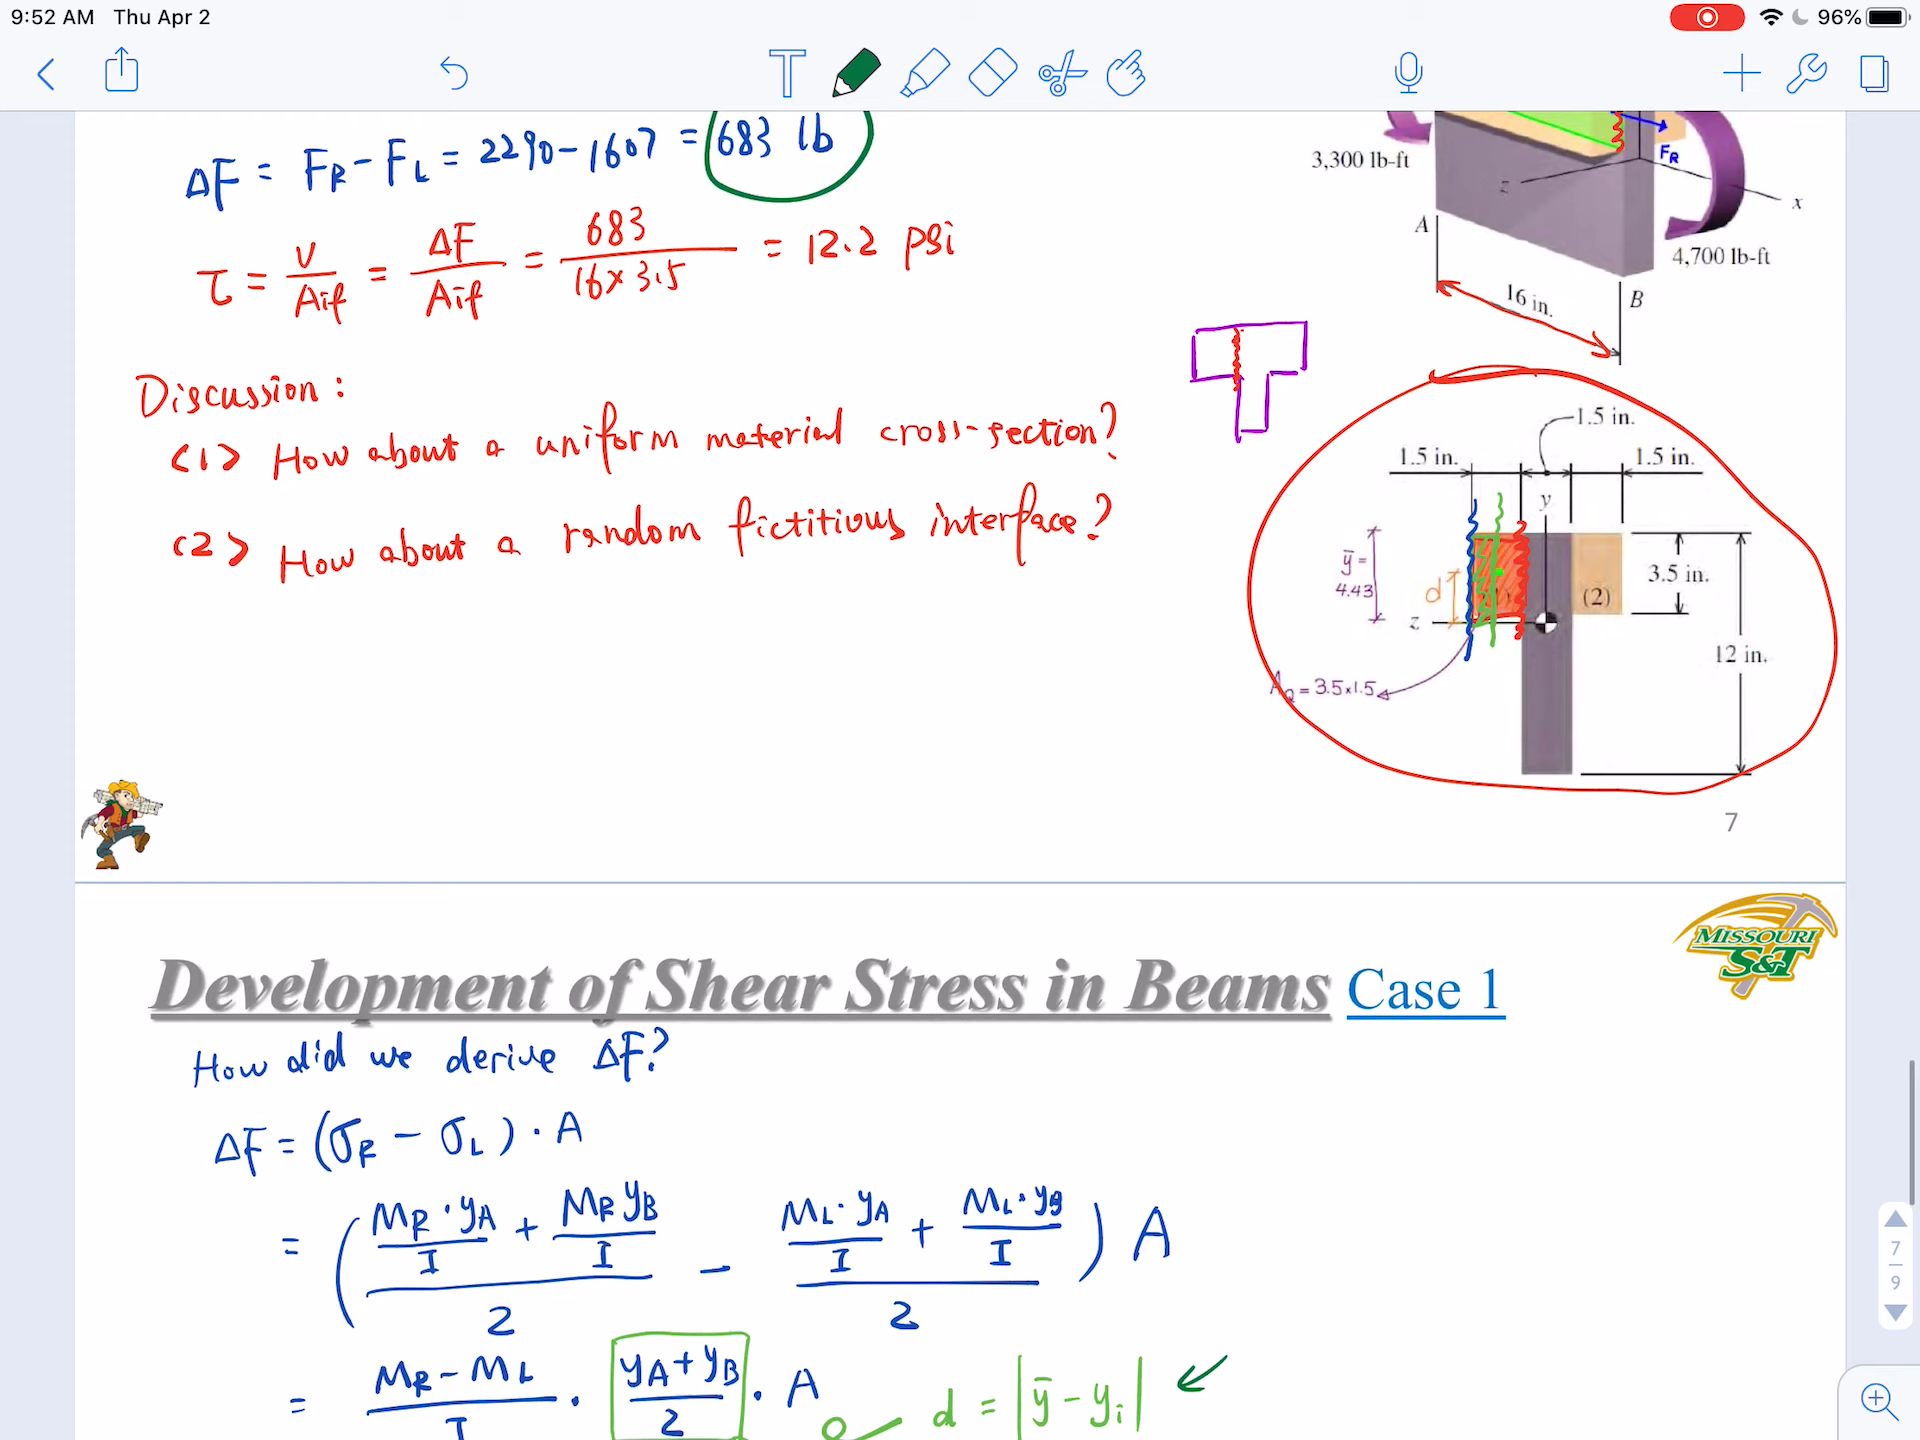 9:52 AM Thu Apr 2
96%
ΔF = FR - FL = 2290 - 1607 = 683 lb
τ = V / Aif = ΔF / Aif = 683 / 16 × 3.5 = 12.2 psi
Discussion:
(1) How about a uniform material cross-section?
(2) How about a random fictitious interface?
3,300 lb-ft
FR
z
x
A
4,700 lb-ft
16 in.
B
1.5 in.
1.5 in.
1.5 in.
y
ȳ = 4.43
d
(2)
3.5 in.
z
12 in.
AQ = 3.5×1.5
7
MISSOURI
S&T
Development of Shear Stress in Beams Case 1
How did we derive ΔF?
ΔF = (σR - σL) · A
= ( (MR · yA / I + MR yB / I) / 2 - (ML · yA / I + ML · yB / I) / 2 ) A
= (MR - ML) / I · (yA + yB) / 2 · A
d = |ȳ - yi|
7
9